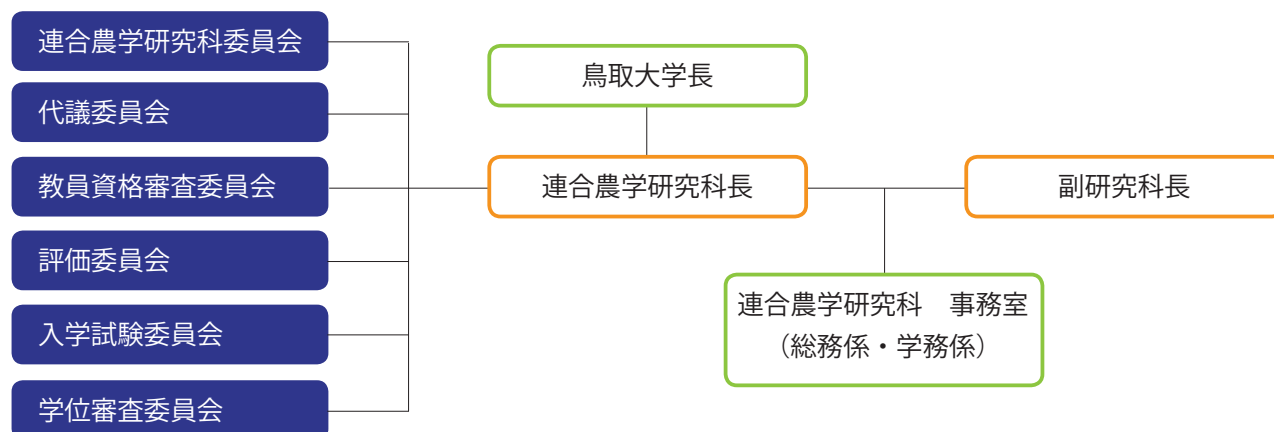 連合農学研究科委員会
代議委員会
教員資格審査委員会
評価委員会
入学試験委員会
学位審査委員会
鳥取大学長
連合農学研究科長
副研究科長
連合農学研究科　事務室
（総務係・学務係）